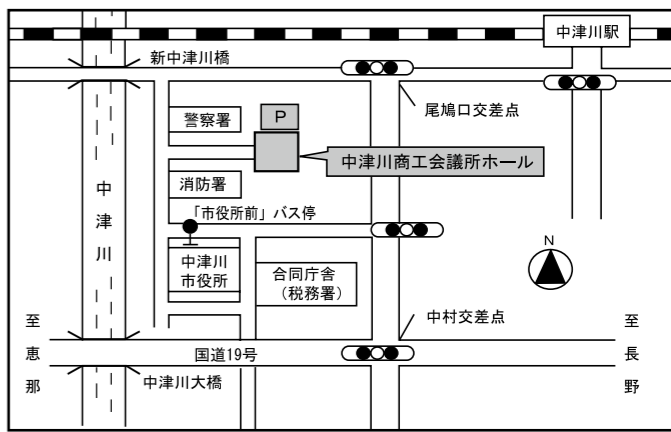 中津川駅
新中津川橋
尾鳩口交差点
警察署
P
中津川商工会議所ホール
消防署
「市役所前」バス停
中津川
中津川
市役所
合同庁舎
（税務署）
N
中村交差点
至恵那
国道19号
至長野
中津川大橋